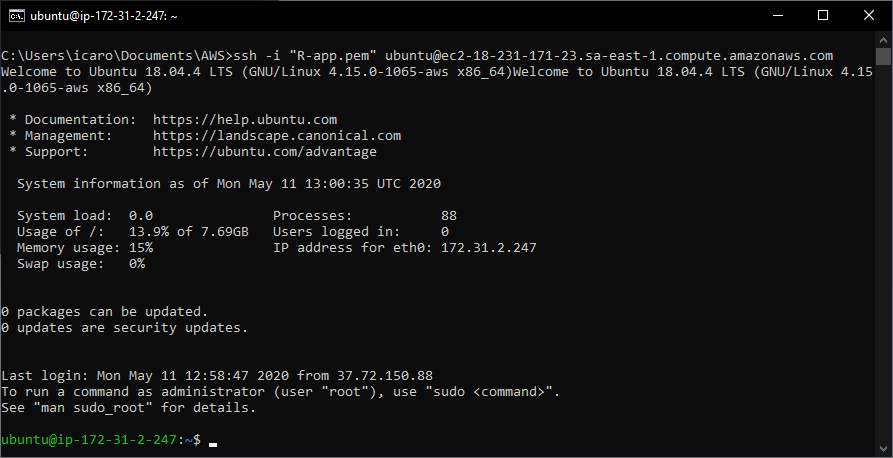 ubuntu@ip-172-31-2-247: ~
C:\Users\icaro\Documents\AWS>ssh -i "R-app.pem" ubuntu@ec2-18-231-171-23.sa-east-1.compute.amazonaws.com
Welcome to Ubuntu 18.04.4 LTS (GNU/Linux 4.15.0-1065-aws x86_64)Welcome to Ubuntu 18.04.4 LTS (GNU/Linux 4.15
.0-1065-aws x86_64)
* Documentation:  https://help.ubuntu.com
* Management:     https://landscape.canonical.com
* Support:        https://ubuntu.com/advantage
System information as of Mon May 11 13:00:35 UTC 2020
System load:  0.0               Processes:           88
Usage of /:   13.9% of 7.69GB   Users logged in:     0
Memory usage: 15%               IP address for eth0: 172.31.2.247
Swap usage:   0%
0 packages can be updated.
0 updates are security updates.
Last login: Mon May 11 12:58:47 2020 from 37.72.150.88
To run a command as administrator (user "root"), use "sudo <command>".
See "man sudo_root" for details.
ubuntu@ip-172-31-2-247:~$